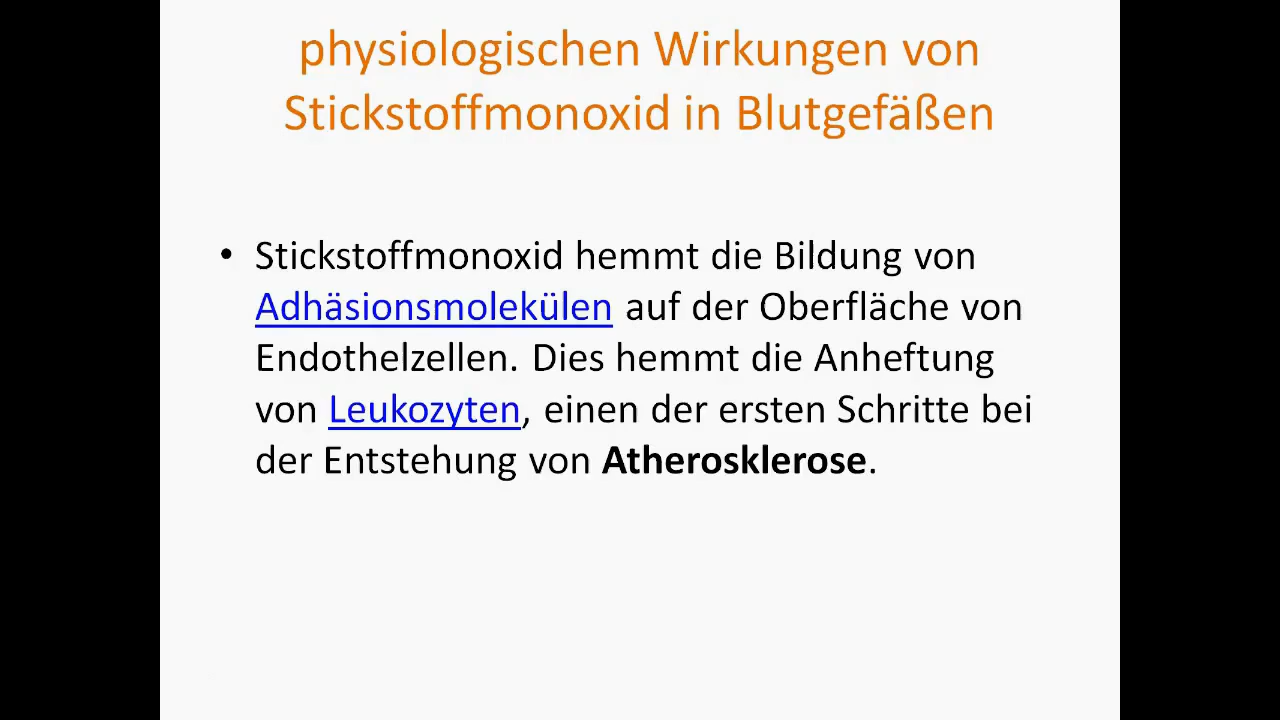 physiologischen Wirkungen von
Stickstoffmonoxid in Blutgefäßen
• Stickstoffmonoxid hemmt die Bildung von
Adhäsionsmolekülen auf der Oberfläche von
Endothelzellen. Dies hemmt die Anheftung
von Leukozyten, einen der ersten Schritte bei
der Entstehung von Atherosklerose.